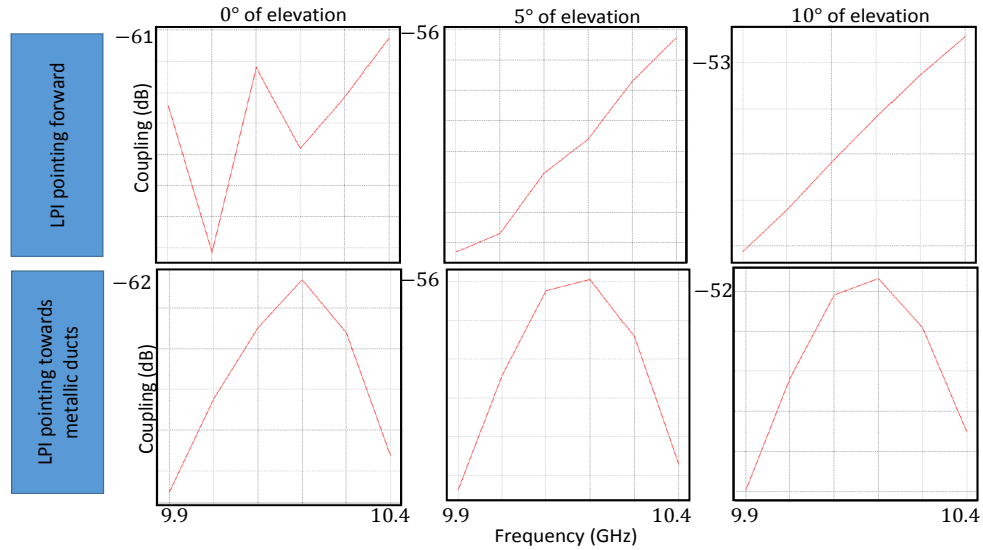 0° of elevation
5° of elevation
10° of elevation
LPI pointing forward
Coupling (dB)
−61
−56
−53
LPI pointing towards
metallic ducts
Coupling (dB)
−62
−56
−52
9.9
10.4
9.9
10.4
9.9
10.4
Frequency (GHz)